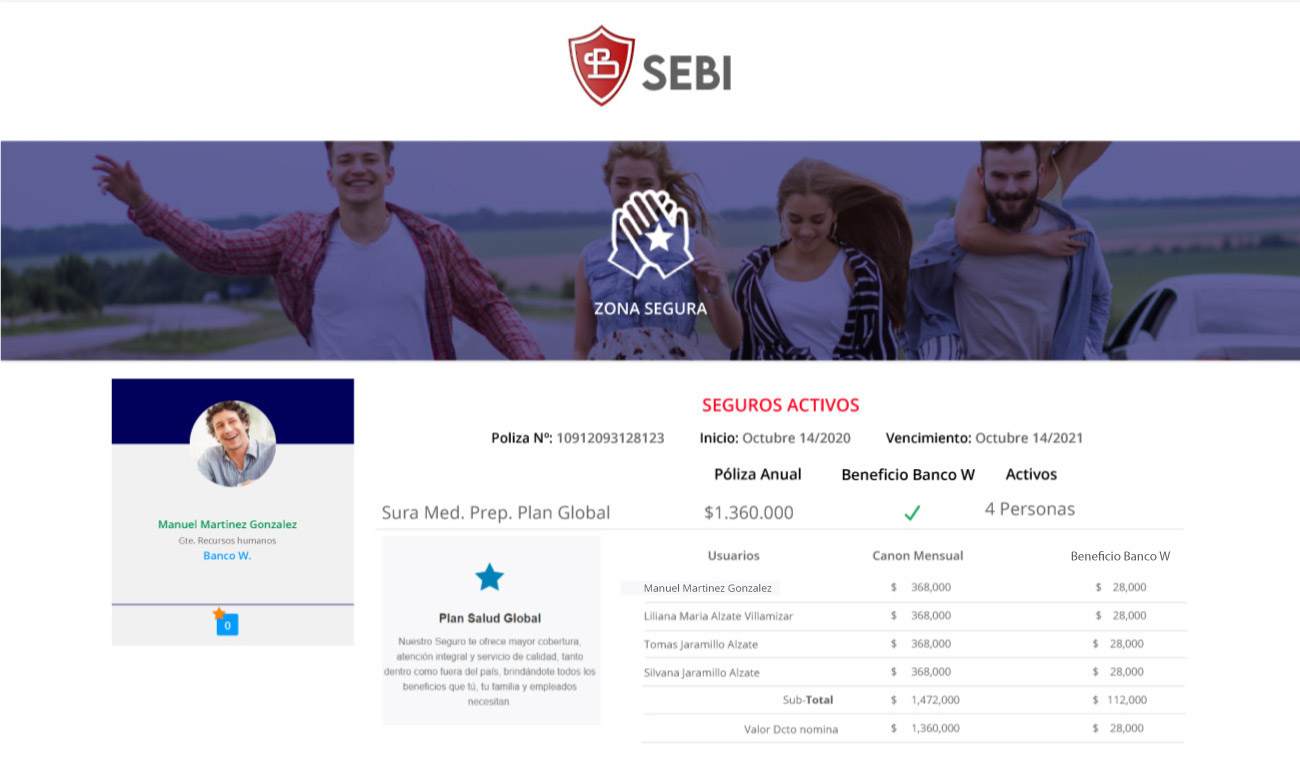 SEBI
ZONA SEGURA
Manuel Martinez Gonzalez
Gte. Recursos humanos
Banco W.
0
SEGUROS ACTIVOS
Poliza Nº: 10912093128123 Inicio: Octubre 14/2020 Vencimiento: Octubre 14/2021
Póliza Anual Beneficio Banco W Activos
Sura Med. Prep. Plan Global $1.360.000 4 Personas
Plan Salud Global
Nuestro Seguro te ofrece mayor cobertura,
atención integral y servicio de calidad, tanto
dentro como fuera del país, brindándote todos los
beneficios que tú, tu familia y empleados
necesitan.
Usuarios Canon Mensual Beneficio Banco W
Manuel Martinez Gonzalez $ 368,000 $ 28,000
Liliana Maria Alzate Villamizar $ 368,000 $ 28,000
Tomas Jaramillo Alzate $ 368,000 $ 28,000
Silvana Jaramillo Alzate $ 368,000 $ 28,000
Sub-Total $ 1,472,000 $ 112,000
Valor Dcto nomina $ 1,360,000 $ 28,000